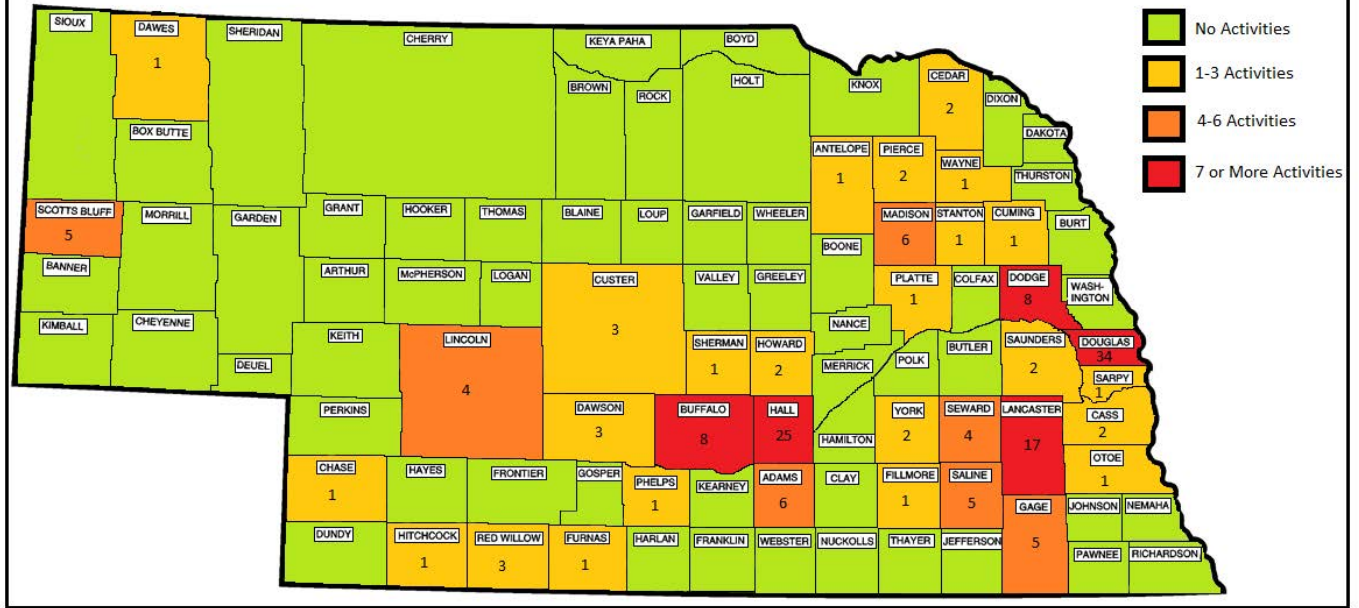 SIOUX
DAWES
1
SHERIDAN
CHERRY
KEYA PAHA
BOYD
No Activities
1-3 Activities
4-6 Activities
7 or More Activities
BOX BUTTE
BROWN
ROCK
HOLT
KNOX
CEDAR
2
DIXON
DAKOTA
ANTELOPE
1
PIERCE
2
WAYNE
1
THURSTON
SCOTTS BLUFF
5
MORRILL
GARDEN
GRANT
HOOKER
THOMAS
BLAINE
LOUP
GARFIELD
WHEELER
BOONE
MADISON
6
STANTON
1
CUMING
1
BURT
BANNER
ARTHUR
McPHERSON
LOGAN
CUSTER
3
VALLEY
GREELEY
PLATTE
1
COLFAX
DODGE
8
WASH-
INGTON
KIMBALL
CHEYENNE
DEUEL
KEITH
LINCOLN
4
SHERMAN
1
HOWARD
2
NANCE
MERRICK
POLK
BUTLER
SAUNDERS
2
DOUGLAS
34
SARPY
1
PERKINS
DAWSON
3
BUFFALO
8
HALL
25
HAMILTON
YORK
2
SEWARD
4
LANCASTER
17
CASS
2
OTOE
1
CHASE
1
HAYES
FRONTIER
GOSPER
PHELPS
1
KEARNEY
ADAMS
6
CLAY
FILLMORE
1
SALINE
5
GAGE
5
JOHNSON
NEMAHA
DUNDY
HITCHCOCK
1
RED WILLOW
3
FURNAS
1
HARLAN
FRANKLIN
WEBSTER
NUCKOLLS
THAYER
JEFFERSON
PAWNEE
RICHARDSON